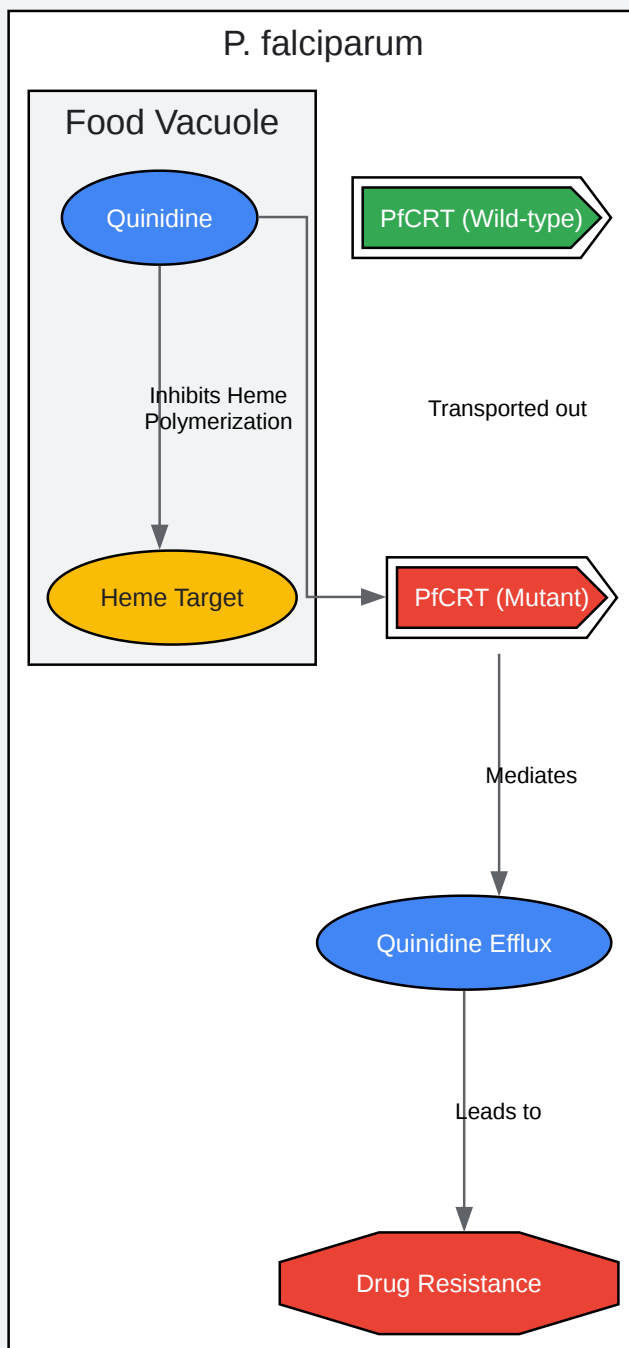 P. falciparum
Food Vacuole
Quinidine
PfCRT (Wild-type)
Inhibits Heme
Polymerization
Transported out
Heme Target
PfCRT (Mutant)
Mediates
Quinidine Efflux
Leads to
Drug Resistance